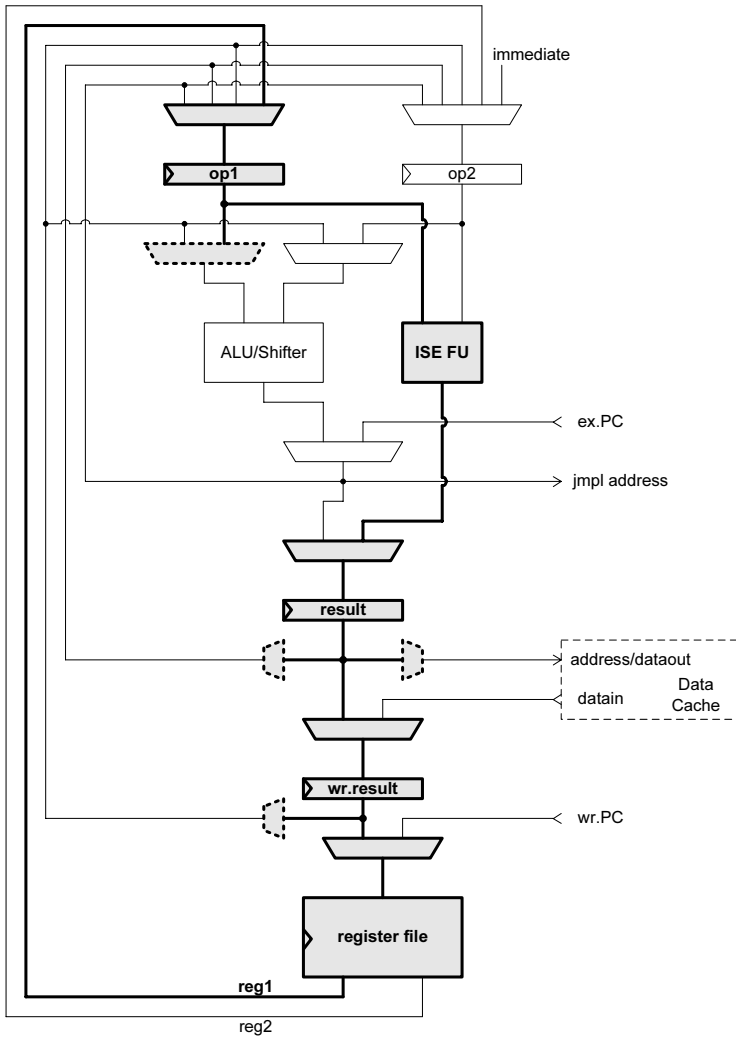 immediate
op1
op2
ALU/Shifter
ISE FU
ex.PC
jmpl address
result
address/dataout
Data
datain
Cache
wr.result
wr.PC
register file
reg1
reg2